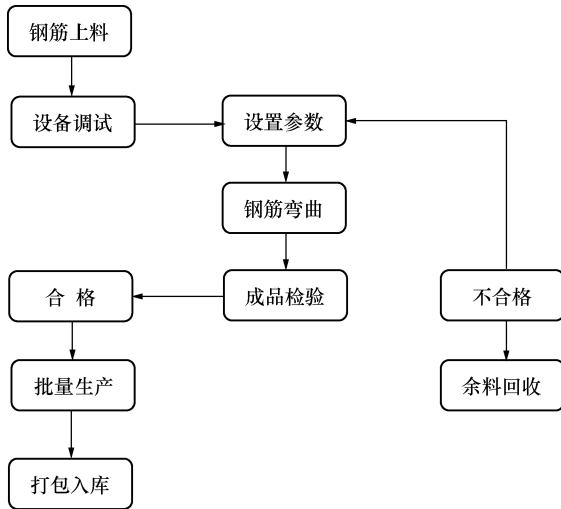 钢筋上料
设备调试
设置参数
钢筋弯曲
合 格
成品检验
不合格
批量生产
余料回收
打包入库